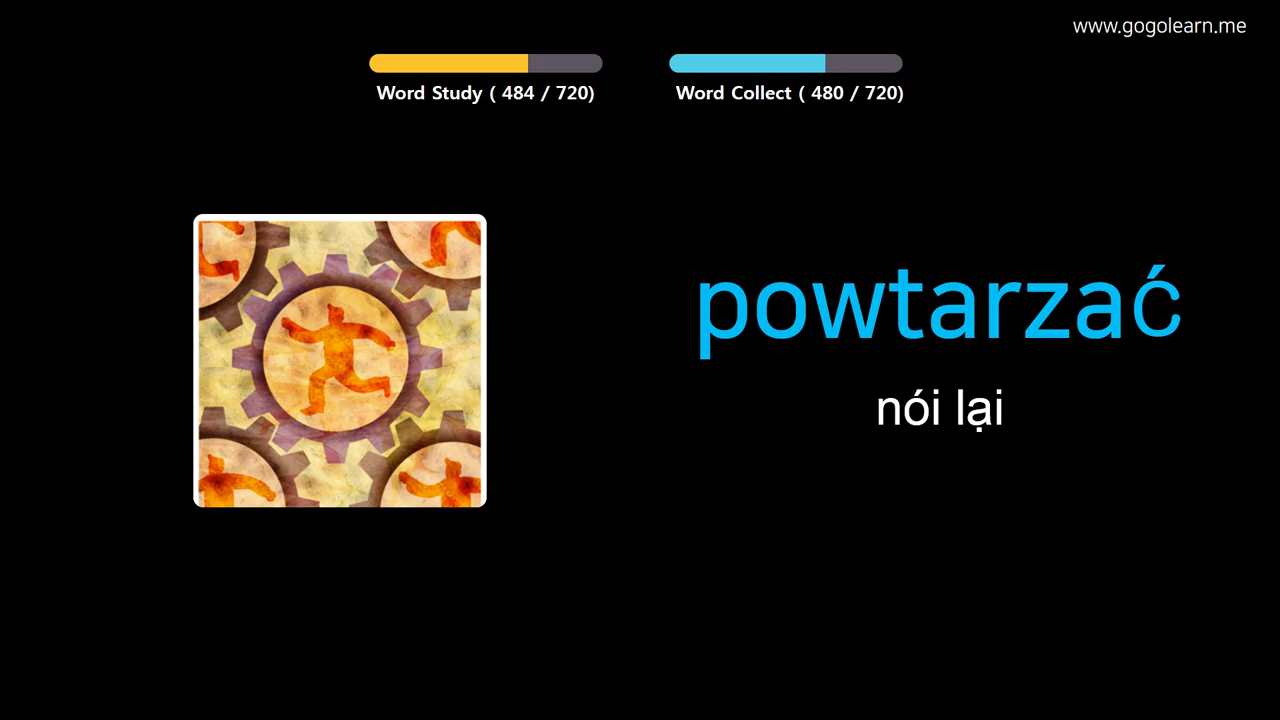 www.gogolearn.me
Word Study ( 484 / 720)
Word Collect ( 480 / 720)
powtarzać
nói lại